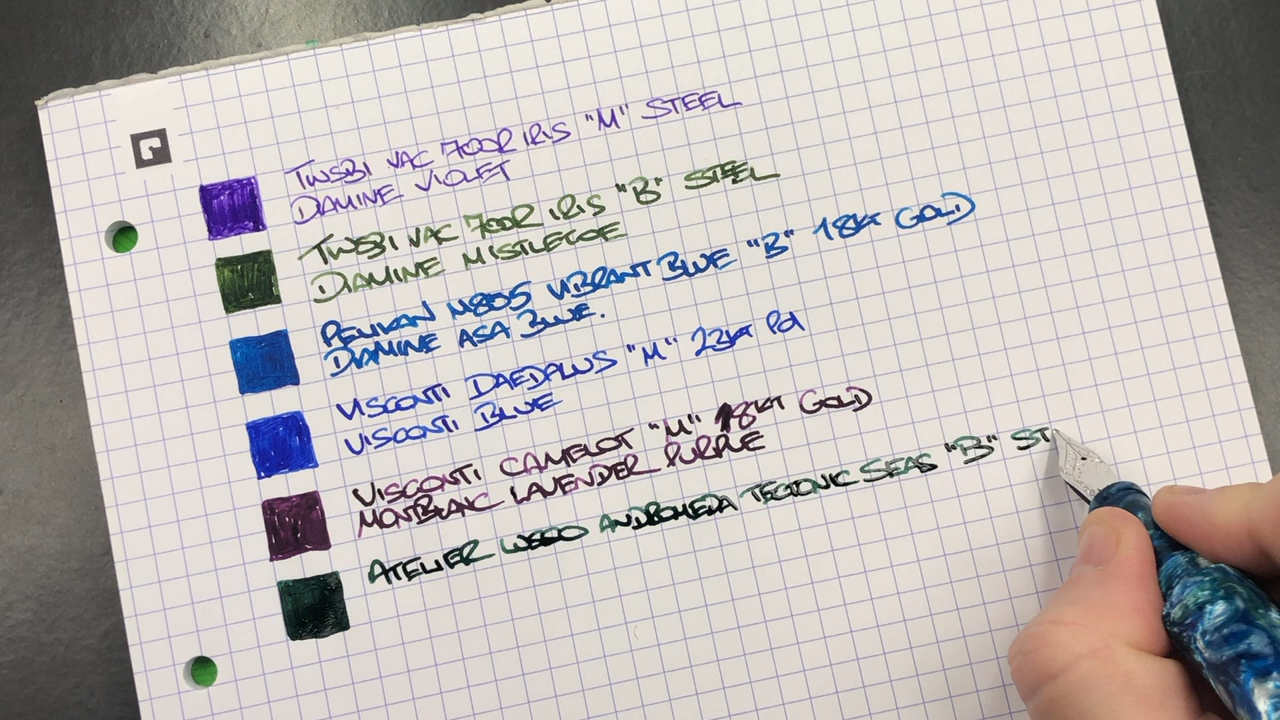 TWSBI VAC 700R IRIS "M" STEEL
DIAMINE VIOLET
TWSBI VAC 700R IRIS "B" STEEL
DIAMINE MISTLETOE
PELIKAN M805 VIBRANT BLUE "B" 18kt GOLD
DIAMINE ASA BLUE.
VISCONTI DAEDALUS "M" 23kt Pd
VISCONTI BLUE
VISCONTI CAMELOT "M" 18kt GOLD
MONTBLANC LAVENDER PURPLE
ATELIER ANDROMEDA TECTONIC SEAS "B" ST